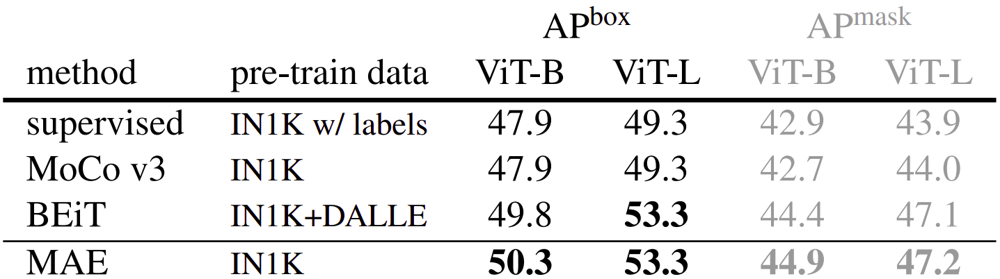 AP^box AP^mask
method pre-train data ViT-B ViT-L ViT-B ViT-L
supervised IN1K w/ labels 47.9 49.3 42.9 43.9
MoCo v3 IN1K 47.9 49.3 42.7 44.0
BEiT IN1K+DALLE 49.8 53.3 44.4 47.1
MAE IN1K 50.3 53.3 44.9 47.2